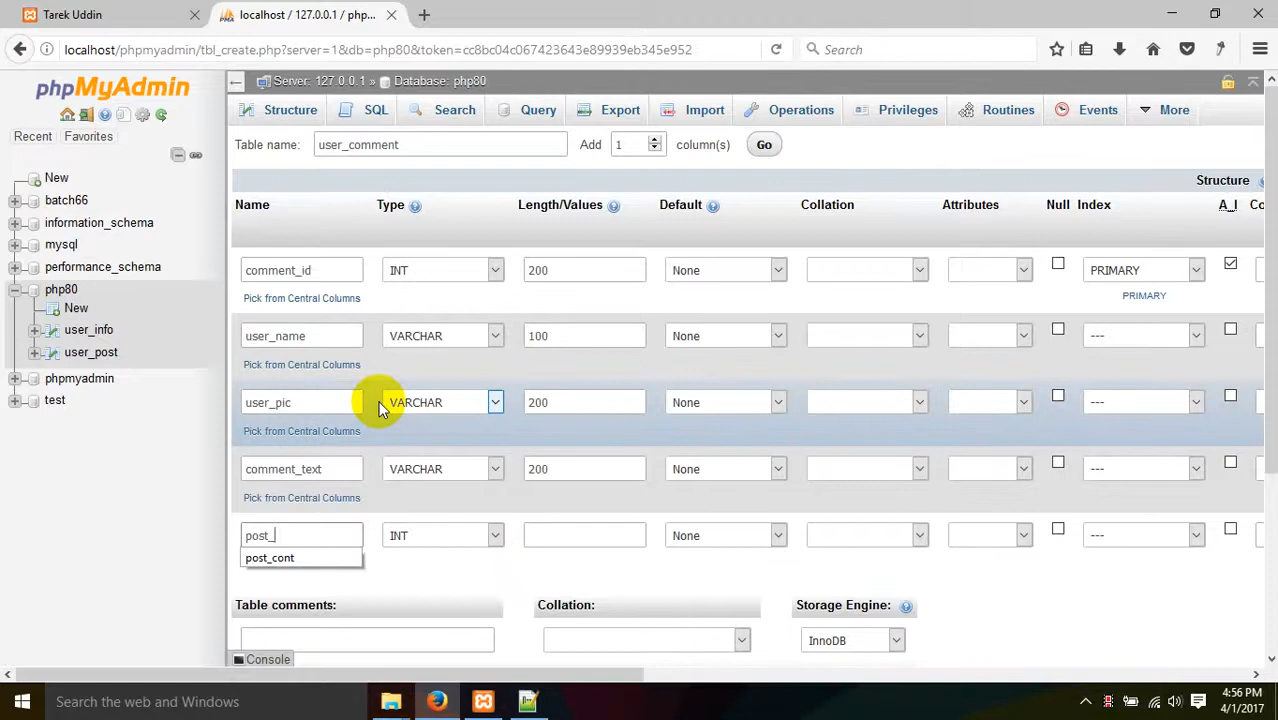 Tarek Uddin
localhost / 127.0.0.1 / php...
localhost/phpmyadmin/tbl_create.php?server=1&db=php80&token=cc8bc04c067423643e89939eb345e952
Search
phpMyAdmin
Recent Favorites
New
batch66
information_schema
mysql
performance_schema
php80
New
user_info
user_post
phpmyadmin
test
Server: 127.0.0.1 » Database: php80
Structure SQL Search Query Export Import Operations Privileges Routines Events More
Table name: user_comment Add 1 column(s) Go
Structure
Name Type Length/Values Default Collation Attributes Null Index A_I Co
comment_id INT 200 None PRIMARY
Pick from Central Columns PRIMARY
user_name VARCHAR 100 None ---
Pick from Central Columns
user_pic VARCHAR 200 None ---
Pick from Central Columns
comment_text VARCHAR 200 None ---
Pick from Central Columns
post_ INT None ---
post_cont
Table comments: Collation: Storage Engine:
InnoDB
Console
Search the web and Windows
4:56 PM
4/1/2017